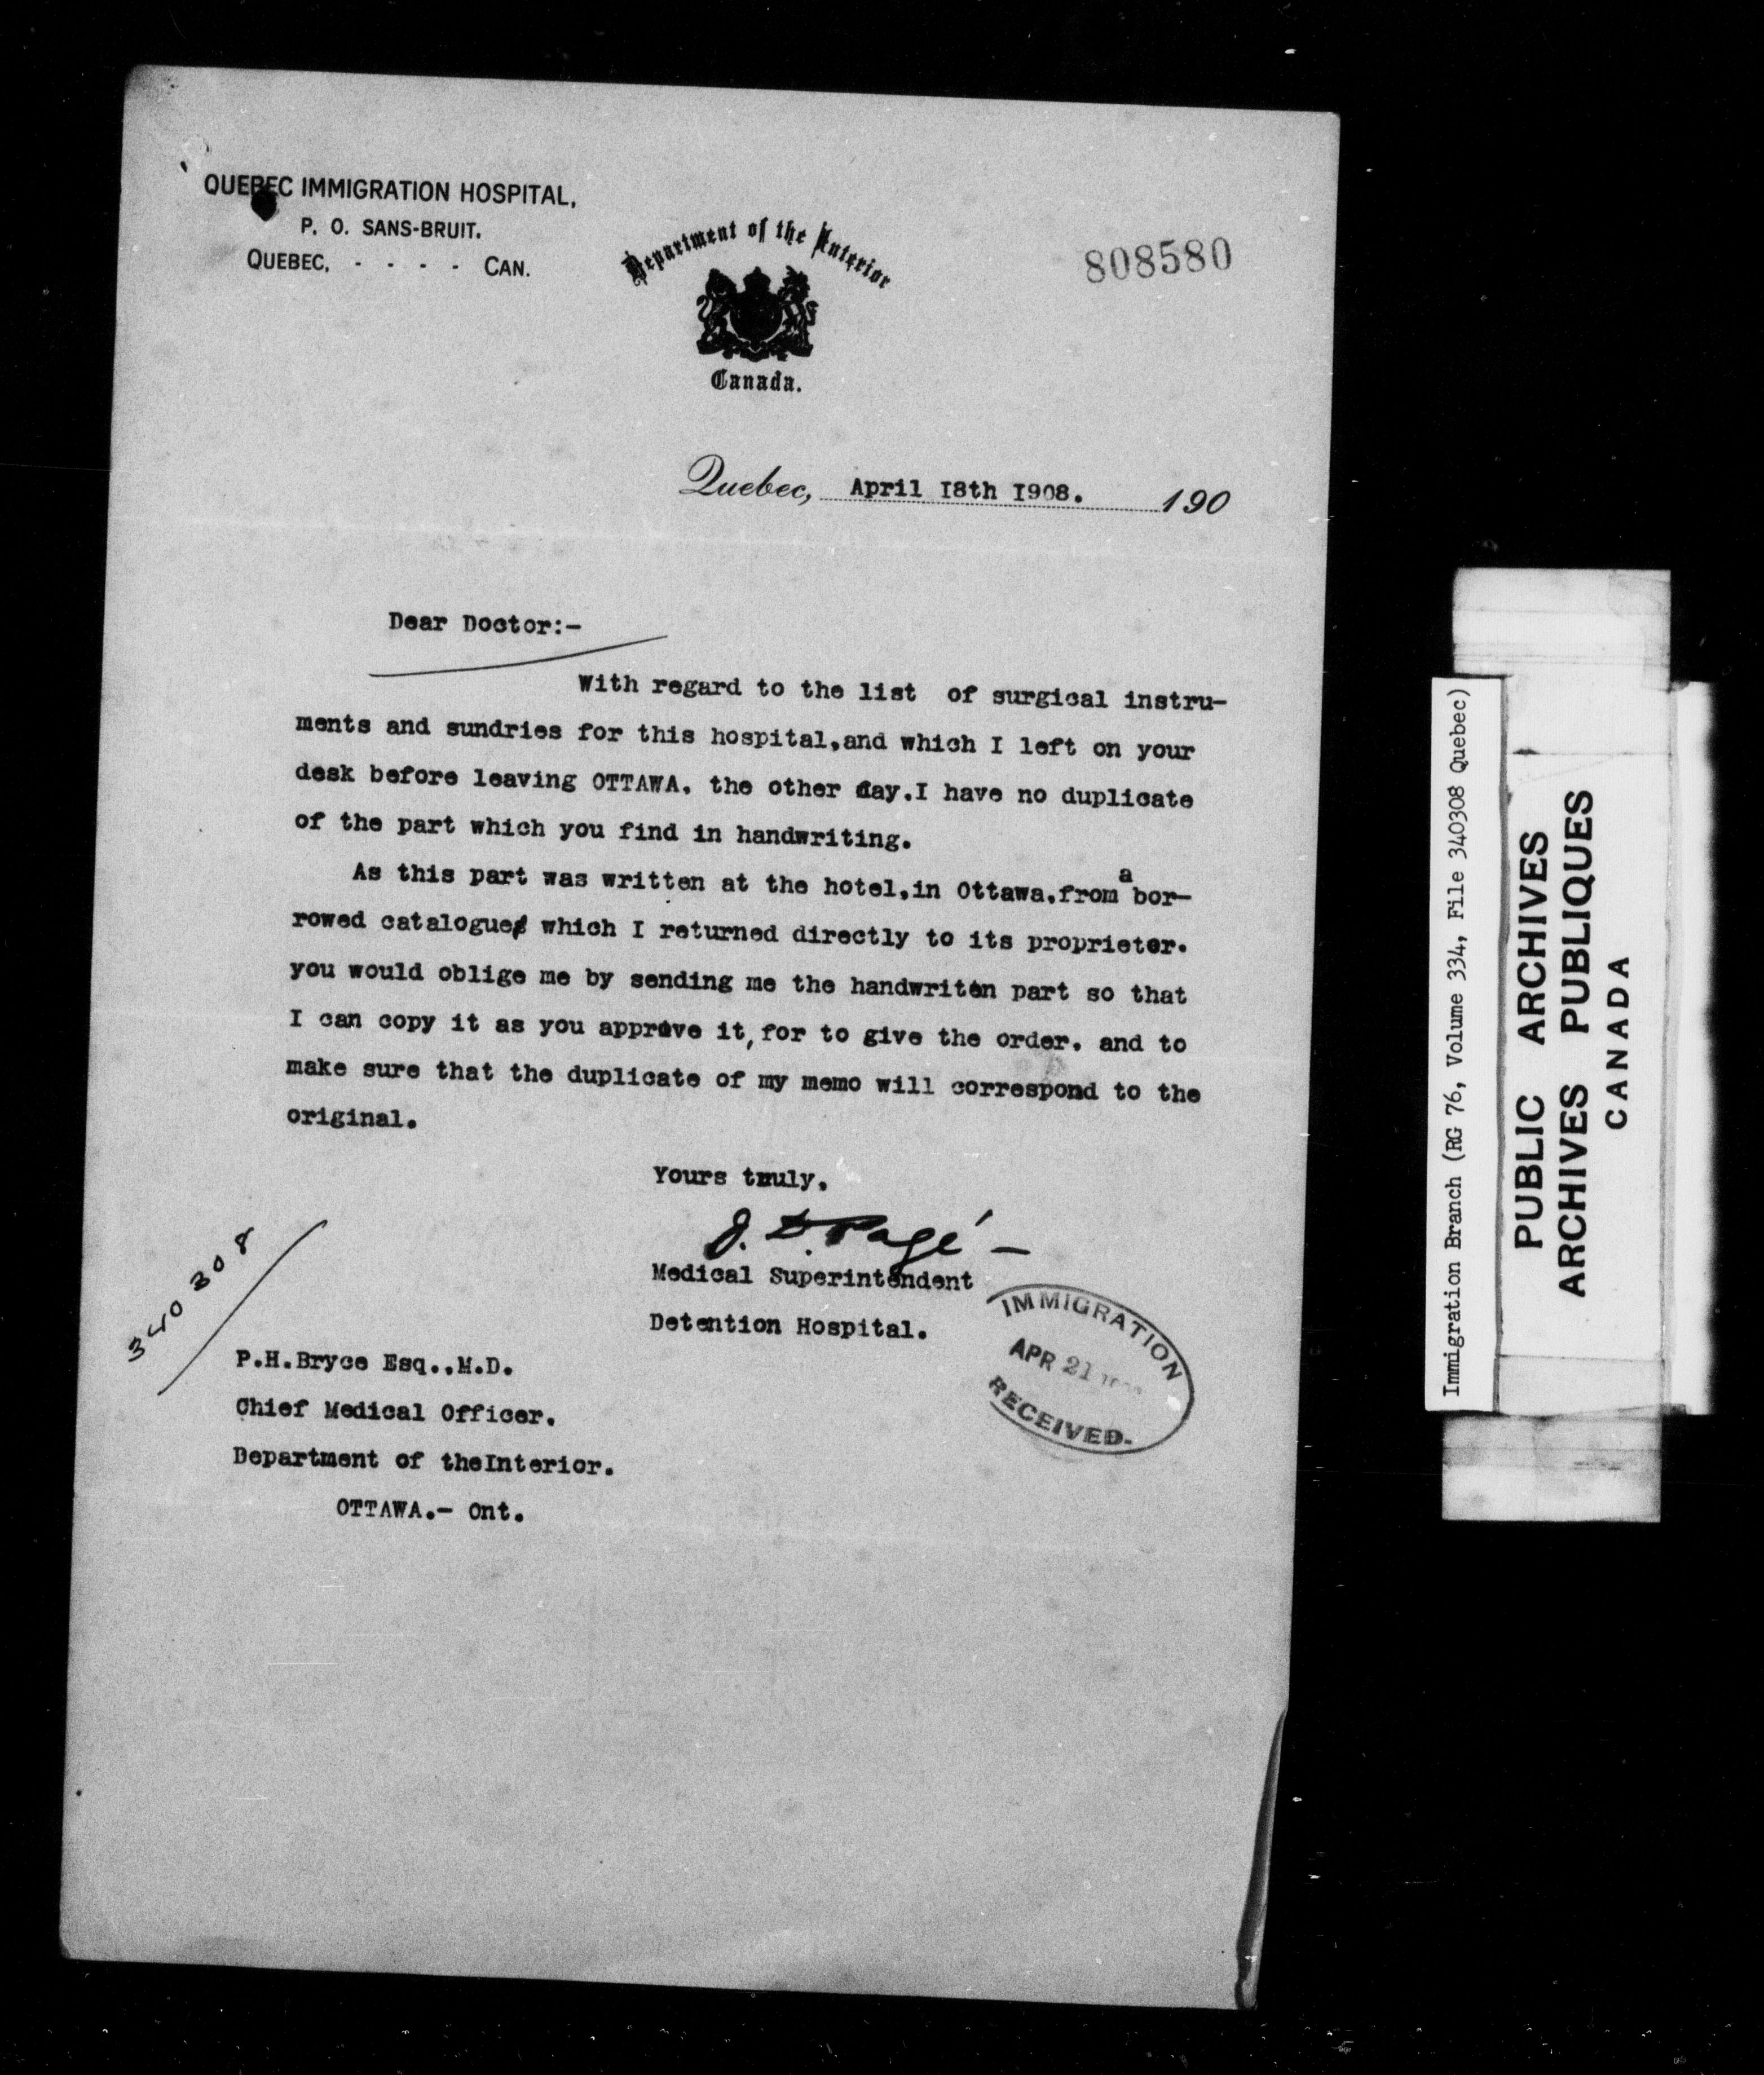 QUEBEC IMMIGRATION HOSPITAL,
P. O. SANS-BRUIT.
QUEBEC, - - - - CAN.
Department of the Interior
Canada.
808580
Quebec, April I8th I908. 190
Dear Doctor:-
With regard to the list of surgical instru-
ments and sundries for this hospital,and which I left on your
desk before leaving OTTAWA. the other day.I have no duplicate
of the part which you find in handwriting.
As this part was written at the hotel,in Ottawa,from a bor-
rowed catalogue which I returned directly to its proprieter.
you would oblige me by sending me the handwriten part so that
I can copy it as you approve it, for to give the order. and to
make sure that the duplicate of my memo will correspond to the
original.
Yours truly,
J. D. Pagé -
Medical Superintendent
Detention Hospital.
340308
IMMIGRATION
APR 21
RECEIVED-
P.H.Bryce Esq.,M.D.
Chief Medical Officer.
Department of theInterior.
OTTAWA.- Ont.
Immigration Branch (RG 76, Volume 334, File 340308 Quebec)
PUBLIC ARCHIVES
ARCHIVES PUBLIQUES
CANADA